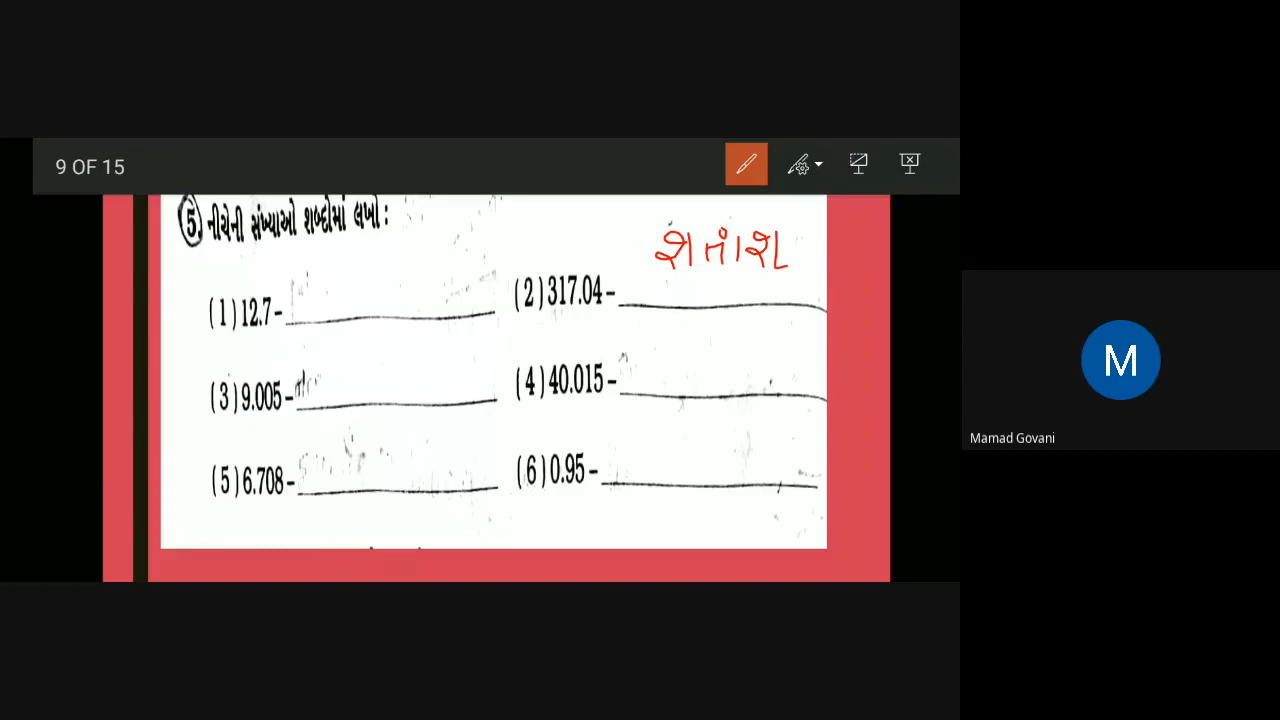 9 OF 15
5. નીચેની સંખ્યાઓ શબ્દોમાં લખો :
શતાંશ
(1) 12.7 –
(2) 317.04 –
(3) 9.005 –
(4) 40.015 –
(5) 6.708 –
(6) 0.95 –
M
Mamad Govani